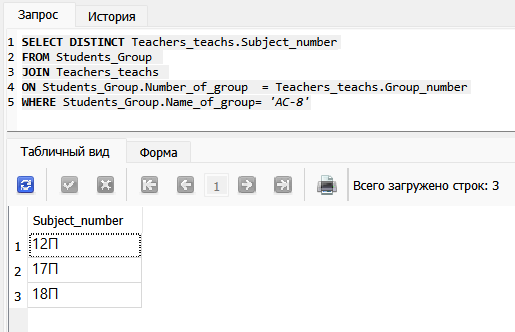 Запрос История
1 SELECT DISTINCT Teachers_teachs.Subject_number
2 FROM Students_Group
3 JOIN Teachers_teachs
4 ON Students_Group.Number_of_group  = Teachers_teachs.Group_number
5 WHERE Students_Group.Name_of_group= 'AC-8'
Табличный вид Форма
1 Всего загружено строк: 3
Subject_number
1 12П
2 17П
3 18П